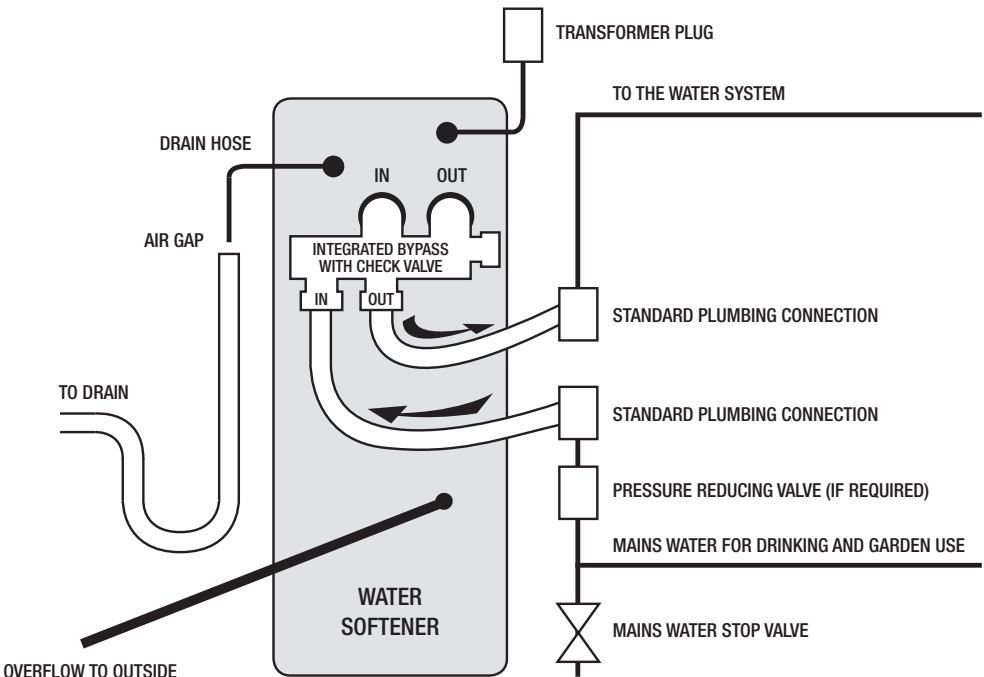 TRANSFORMER PLUG
TO THE WATER SYSTEM
DRAIN HOSE
IN
OUT
AIR GAP
INTEGRATED BYPASS
WITH CHECK VALVE
IN
OUT
STANDARD PLUMBING CONNECTION
TO DRAIN
STANDARD PLUMBING CONNECTION
PRESSURE REDUCING VALVE (IF REQUIRED)
MAINS WATER FOR DRINKING AND GARDEN USE
WATER
SOFTENER
MAINS WATER STOP VALVE
OVERFLOW TO OUTSIDE